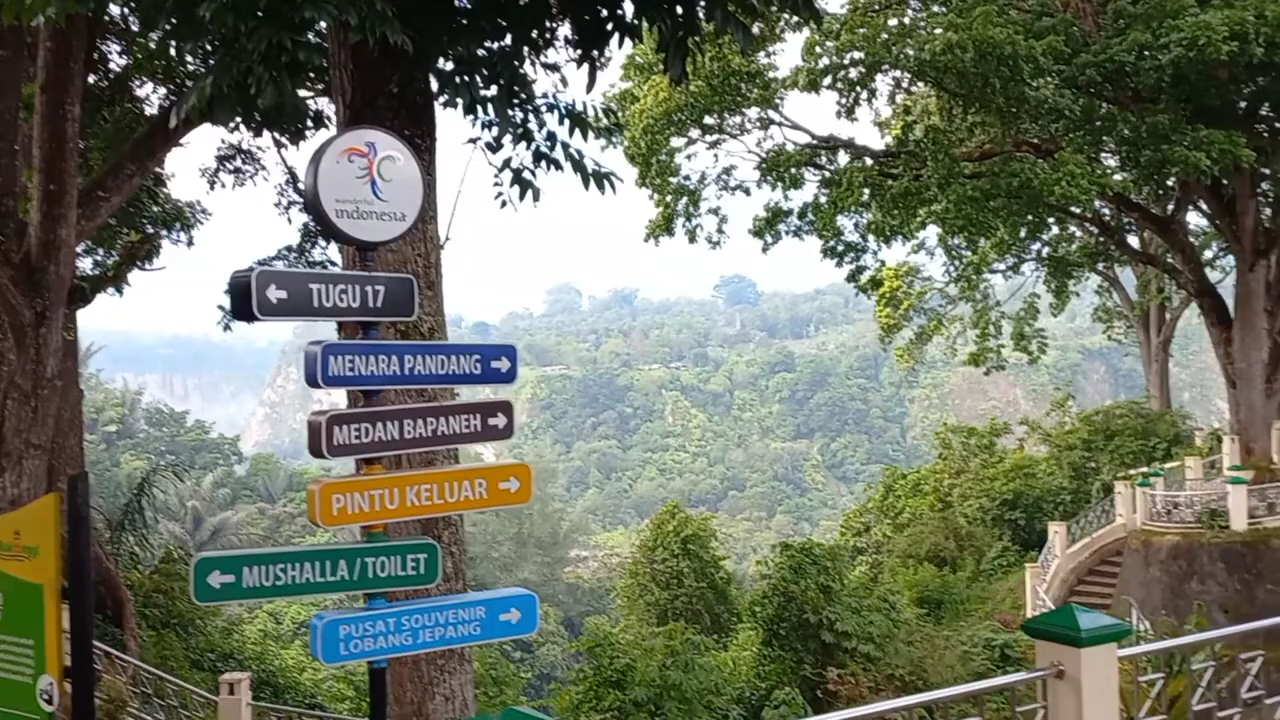 wonderful
indonesia
← TUGU 17
MENARA PANDANG →
MEDAN BAPANEH →
PINTU KELUAR →
← MUSHALLA / TOILET
PUSAT SOUVENIR →
LOBANG JEPANG